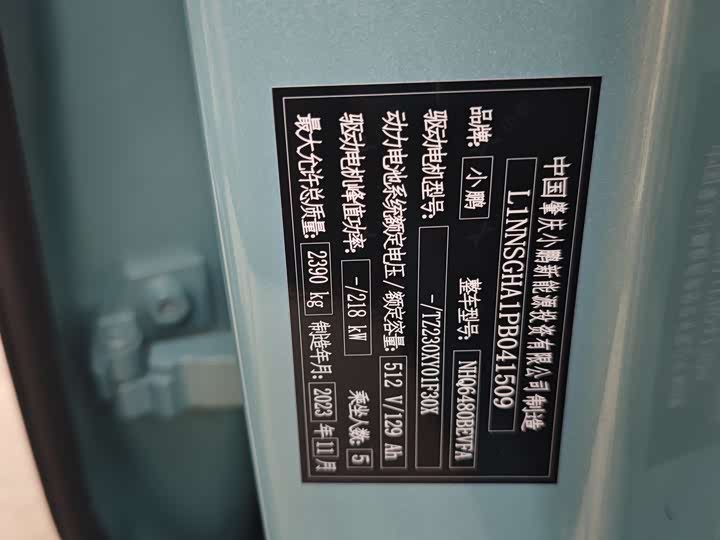 中国肇庆小鹏新能源投资有限公司制造
L1NNSGHA1PB041509
品牌: 小鹏 整车型号: NHQ6480BEVFA
驱动电机型号: -/TZ230XY01F30X
动力电池系统额定电压/额定容量: 512 V/129 Ah
驱动电机峰值功率: -/218 kW 乘坐人数: 5
最大允许总质量: 2390 kg 制造年月: 2023 年 11 月